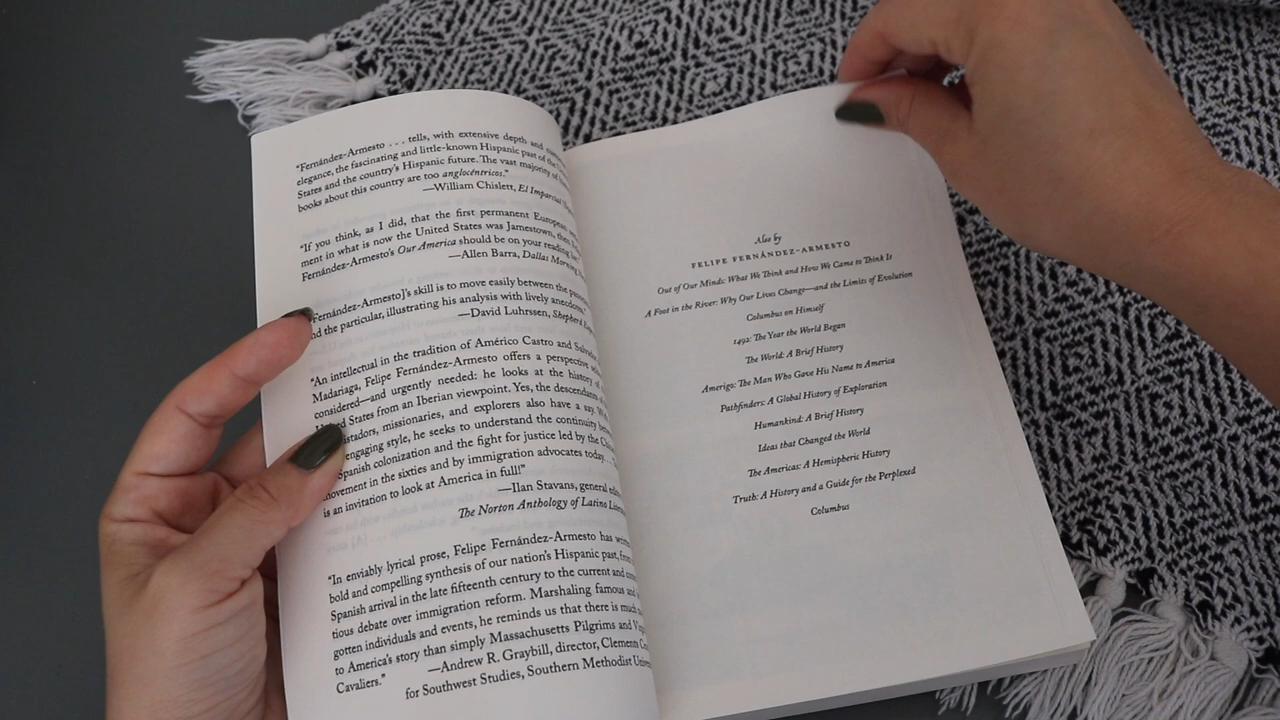 "Fernández-Armesto . . . tells, with extensive depth and
elegance, the fascinating and little-known Hispanic past of the
States and the country's Hispanic future. The vast majority of
books about this country are too anglocéntricos."
—William Chislett, El Imparcial
"If you think, as I did, that the first permanent European
ment in what is now the United States was Jamestown, then
Fernández-Armesto's Our America should be on your reading list."
—Allen Barra, Dallas Morning
Fernández-Armesto]'s skill is to move easily between the
nd the particular, illustrating his analysis with lively anecdotes."
—David Luhrssen, Shepherd
"An intellectual in the tradition of Américo Castro and Salvador
Madariaga, Felipe Fernández-Armesto offers a perspective
considered—and urgently needed: he looks at the history of
United States from an Iberian viewpoint. Yes, the descendants
istadors, missionaries, and explorers also have a say.
engaging style, he seeks to understand the continuity
Spanish colonization and the fight for justice led by the
movement in the sixties and by immigration advocates today. . .
is an invitation to look at America in full!"
—Ilan Stavans, general
The Norton Anthology of Latino
"In enviably lyrical prose, Felipe Fernández-Armesto has
bold and compelling synthesis of our nation's Hispanic past,
Spanish arrival in the late fifteenth century to the current and
tious debate over immigration reform. Marshaling famous and
gotten individuals and events, he reminds us that there is much
to America's story than simply Massachusetts Pilgrims and
Cavaliers."
—Andrew R. Graybill, director, Clements
for Southwest Studies, Southern Methodist
Also by
FELIPE FERNÁNDEZ-ARMESTO
Out of Our Minds: What We Think and How We Came to Think It
A Foot in the River: Why Our Lives Change—and the Limits of Evolution
Columbus on Himself
1492: The Year the World Began
The World: A Brief History
Amerigo: The Man Who Gave His Name to America
Pathfinders: A Global History of Exploration
Humankind: A Brief History
Ideas that Changed the World
The Americas: A Hemispheric History
Truth: A History and a Guide for the Perplexed
Columbus